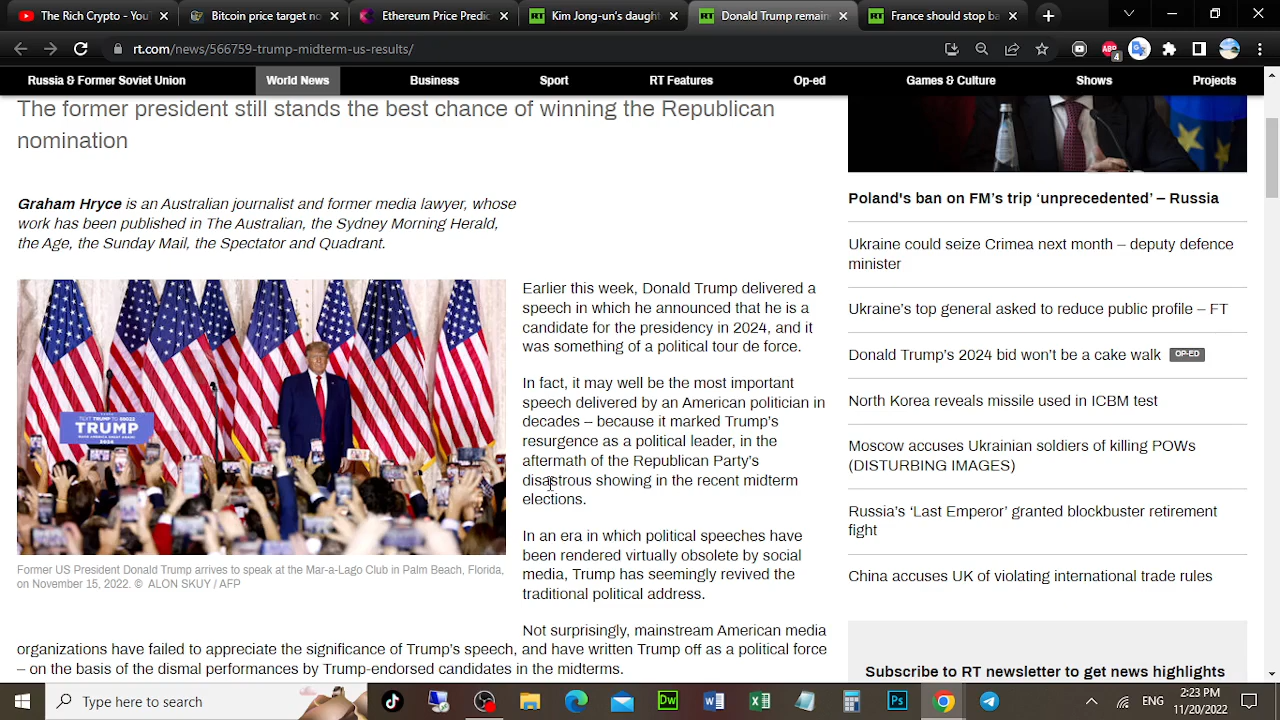 The Rich Crypto - You
Bitcoin price target no
Ethereum Price Predic
RT
Kim Jong-un's daught
RT
Donald Trump remain
RT
France should stop ba
rt.com/news/566759-trump-midterm-us-results/
ABP
4
Russia & Former Soviet Union
World News
Business
Sport
RT Features
Op-ed
Games & Culture
Shows
Projects
The former president still stands the best chance of winning the Republican
nomination
Graham Hryce is an Australian journalist and former media lawyer, whose
work has been published in The Australian, the Sydney Morning Herald,
the Age, the Sunday Mail, the Spectator and Quadrant.
TRUMP
Former US President Donald Trump arrives to speak at the Mar-a-Lago Club in Palm Beach, Florida,
on November 15, 2022. © ALON SKUY / AFP
Earlier this week, Donald Trump delivered a
speech in which he announced that he is a
candidate for the presidency in 2024, and it
was something of a political tour de force.
In fact, it may well be the most important
speech delivered by an American politician in
decades – because it marked Trump's
resurgence as a political leader, in the
aftermath of the Republican Party's
disastrous showing in the recent midterm
elections.
In an era in which political speeches have
been rendered virtually obsolete by social
media, Trump has seemingly revived the
traditional political address.
Not surprisingly, mainstream American media
organizations have failed to appreciate the significance of Trump's speech, and have written Trump off as a political force
– on the basis of the dismal performances by Trump-endorsed candidates in the midterms.
Poland's ban on FM's trip 'unprecedented' – Russia
Ukraine could seize Crimea next month – deputy defence
minister
Ukraine's top general asked to reduce public profile – FT
Donald Trump's 2024 bid won't be a cake walk OP-ED
North Korea reveals missile used in ICBM test
Moscow accuses Ukrainian soldiers of killing POWs
(DISTURBING IMAGES)
Russia's 'Last Emperor' granted blockbuster retirement
fight
China accuses UK of violating international trade rules
Subscribe to RT newsletter to get news highlights
Type here to search
Dw
Ps
ENG
2:23 PM
11/20/2022